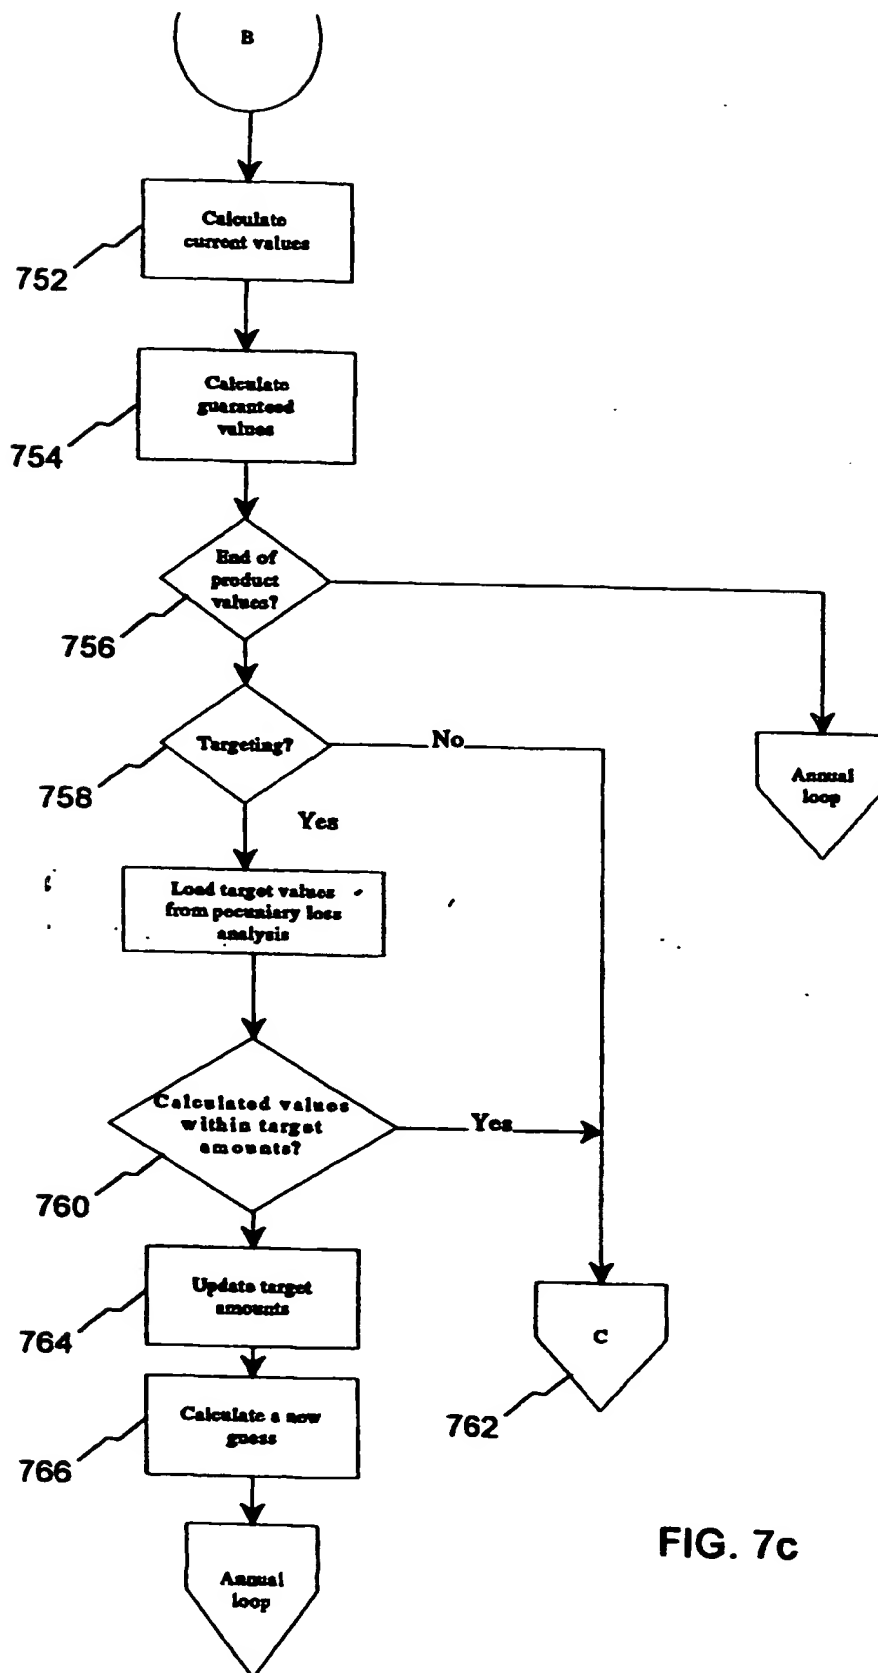 B
Calculate
current values
752
Calculate
guaranteed
values
754
End of
product
values?
756
Targeting?
No
758
Annual
loop
Yes
Load target values
from pecuniary loss
analysis
Calculated values
within target
amounts?
Yes
760
Update target
amounts
764
C
762
Calculate a new
guess
766
Annual
loop
FIG. 7c